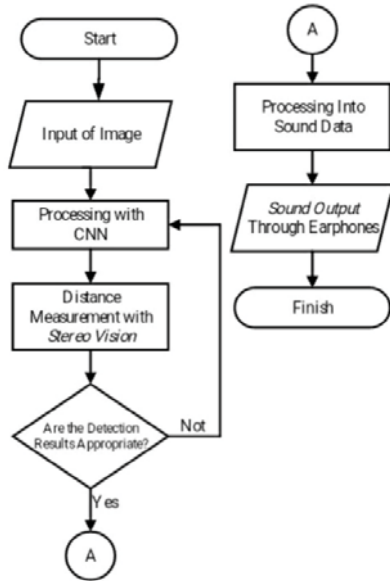 Start
Input of Image
Processing with
CNN
Distance
Measurement with
Stereo Vision
Are the Detection
Results Appropriate?
Not
Yes
A
A
Processing Into
Sound Data
Sound Output
Through Earphones
Finish